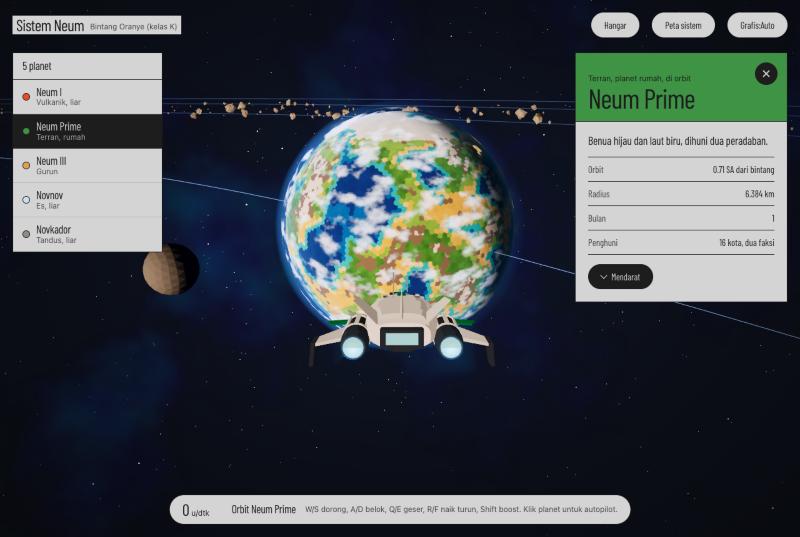 Sistem Neum Bintang Oranye (kelas K)
Hangar
Peta sistem
Grafis:Auto
5 planet
Neum I
Vulkanik, liar
Neum Prime
Terran, rumah
Neum III
Gurun
Novnov
Es, liar
Novkador
Tandus, liar
Terran, planet rumah, di orbit
Neum Prime
Benua hijau dan laut biru, dihuni dua peradaban.
Orbit 0.71 SA dari bintang
Radius 6.384 km
Bulan 1
Penghuni 16 kota, dua faksi
Mendarat
0 u/dtk Orbit Neum Prime W/S dorong, A/D belok, Q/E geser, R/F naik turun, Shift boost. Klik planet untuk autopilot.